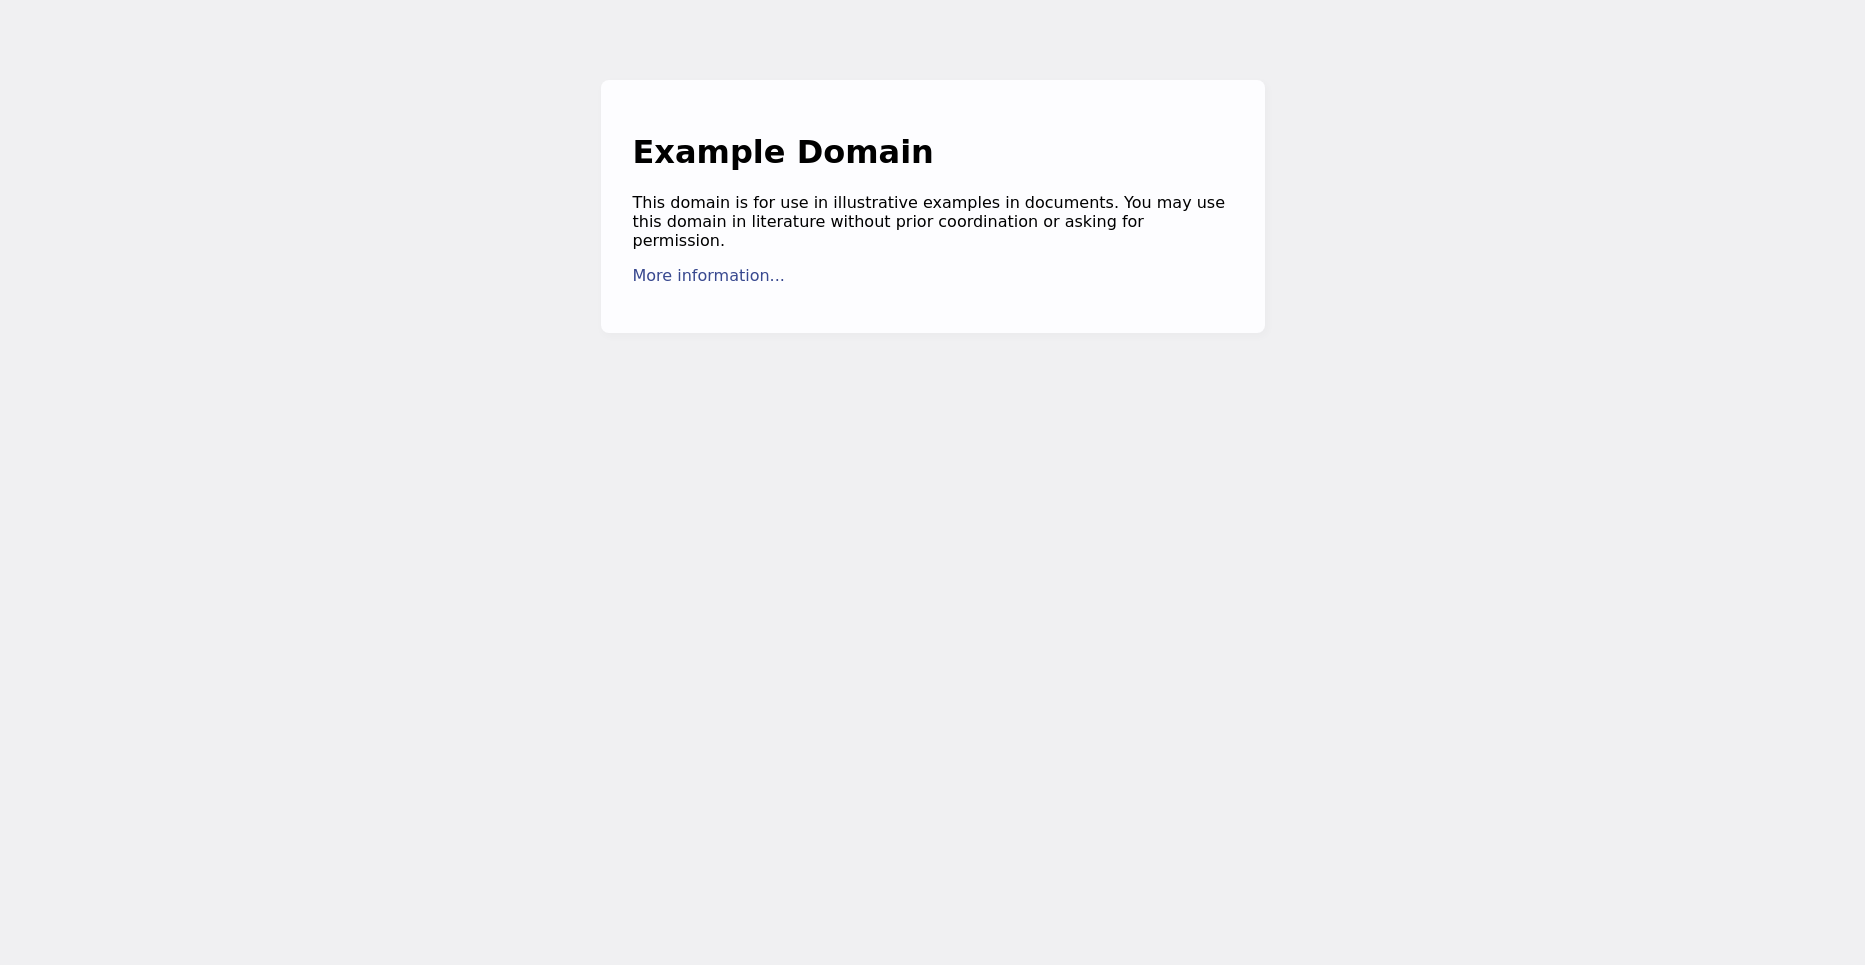 Example Domain
This domain is for use in illustrative examples in documents. You may use
this domain in literature without prior coordination or asking for
permission.
More information...